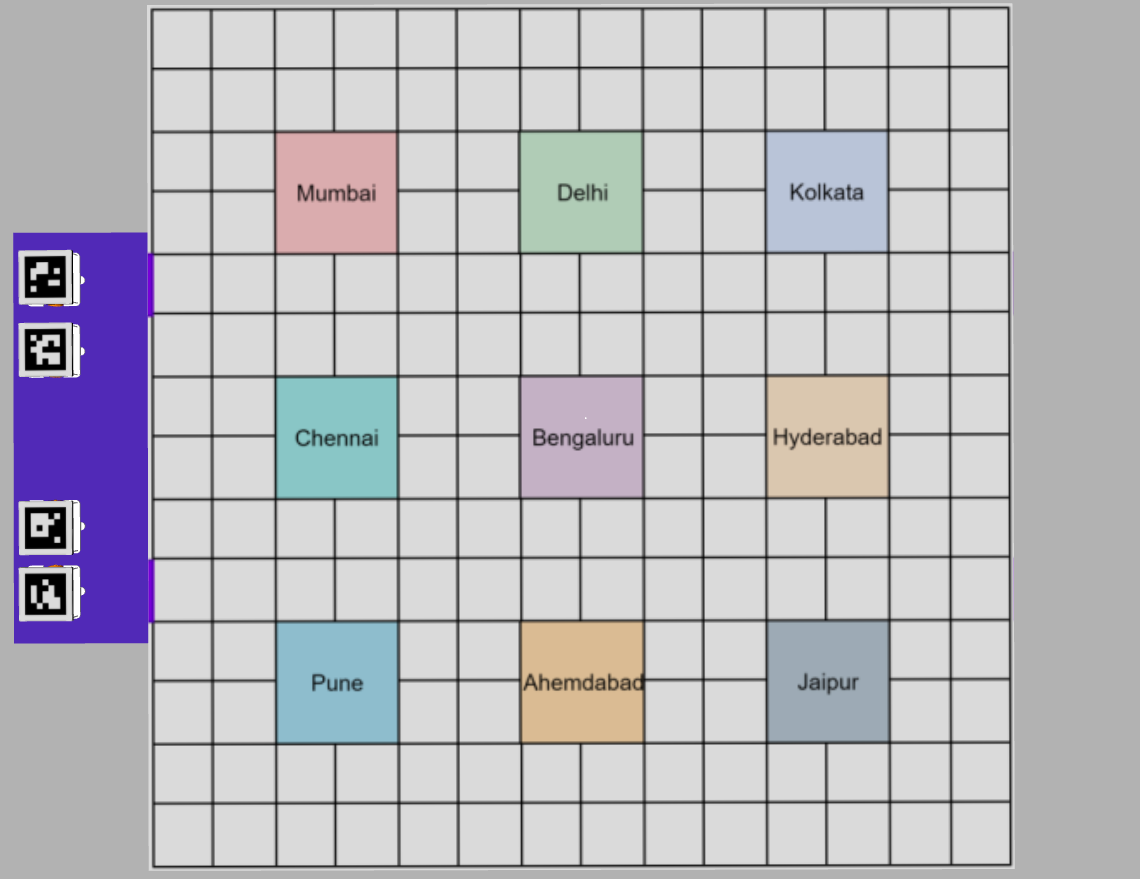 Mumbai
Delhi
Kolkata
Chennai
Bengaluru
Hyderabad
Pune
Ahemdabad
Jaipur